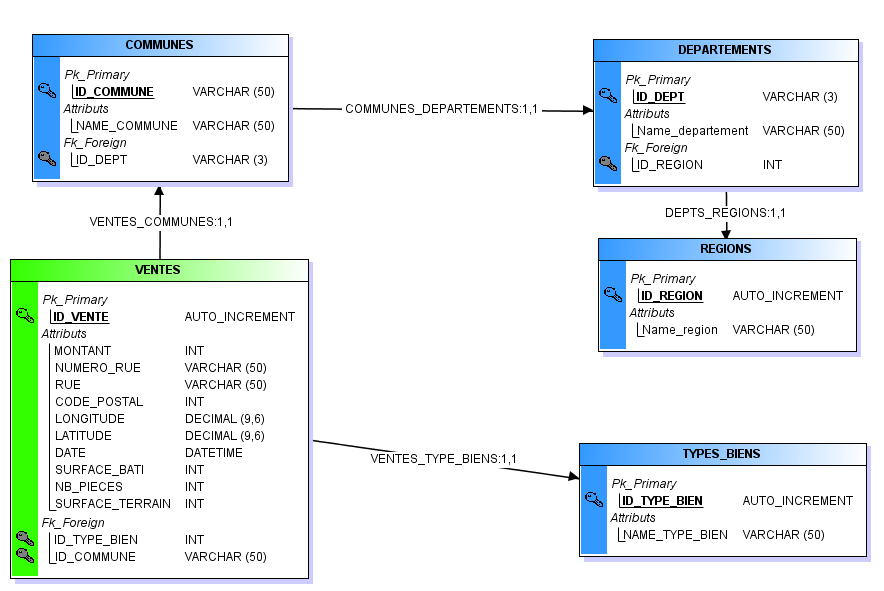 COMMUNES
Pk_Primary
ID_COMMUNE VARCHAR (50)
Attributs
NAME_COMMUNE VARCHAR (50)
Fk_Foreign
ID_DEPT VARCHAR (3)
COMMUNES_DEPARTEMENTS:1,1
DEPARTEMENTS
Pk_Primary
ID_DEPT VARCHAR (3)
Attributs
Name_departement VARCHAR (50)
Fk_Foreign
ID_REGION INT
VENTES_COMMUNES:1,1
DEPTS_REGIONS:1,1
REGIONS
Pk_Primary
ID_REGION AUTO_INCREMENT
Attributs
Name_region VARCHAR (50)
VENTES
Pk_Primary
ID_VENTE AUTO_INCREMENT
Attributs
MONTANT INT
NUMERO_RUE VARCHAR (50)
RUE VARCHAR (50)
CODE_POSTAL INT
LONGITUDE DECIMAL (9,6)
LATITUDE DECIMAL (9,6)
DATE DATETIME
SURFACE_BATI INT
NB_PIECES INT
SURFACE_TERRAIN INT
Fk_Foreign
ID_TYPE_BIEN INT
ID_COMMUNE VARCHAR (50)
VENTES_TYPE_BIENS:1,1
TYPES_BIENS
Pk_Primary
ID_TYPE_BIEN AUTO_INCREMENT
Attributs
NAME_TYPE_BIEN VARCHAR (50)